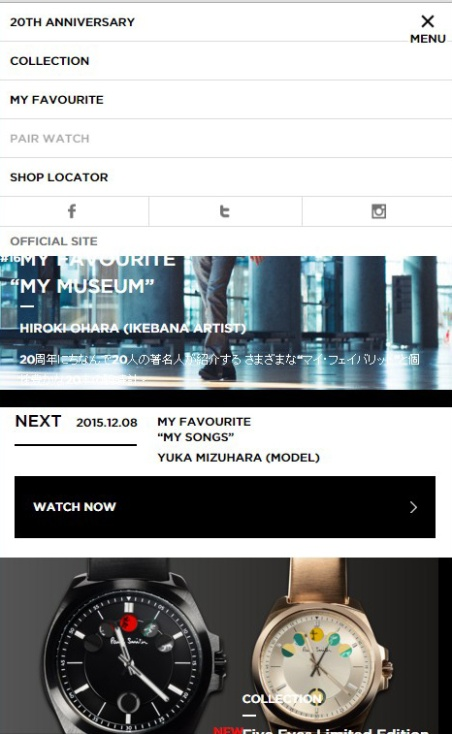 20TH ANNIVERSARY
MENU
COLLECTION
MY FAVOURITE
PAIR WATCH
SHOP LOCATOR
OFFICIAL SITE
#16 MY FAVOURITE
“MY MUSEUM”
HIROKI OHARA (IKEBANA ARTIST)
20周年にちなんで20人の著名人が紹介する さまざまな“マイ・フェイバリット”と個
NEXT 2015.12.08 MY FAVOURITE
“MY SONGS”
YUKA MIZUHARA (MODEL)
WATCH NOW
Paul Smith
Paul Smith
COLLECTION
NEW Five Ever Limited Edition